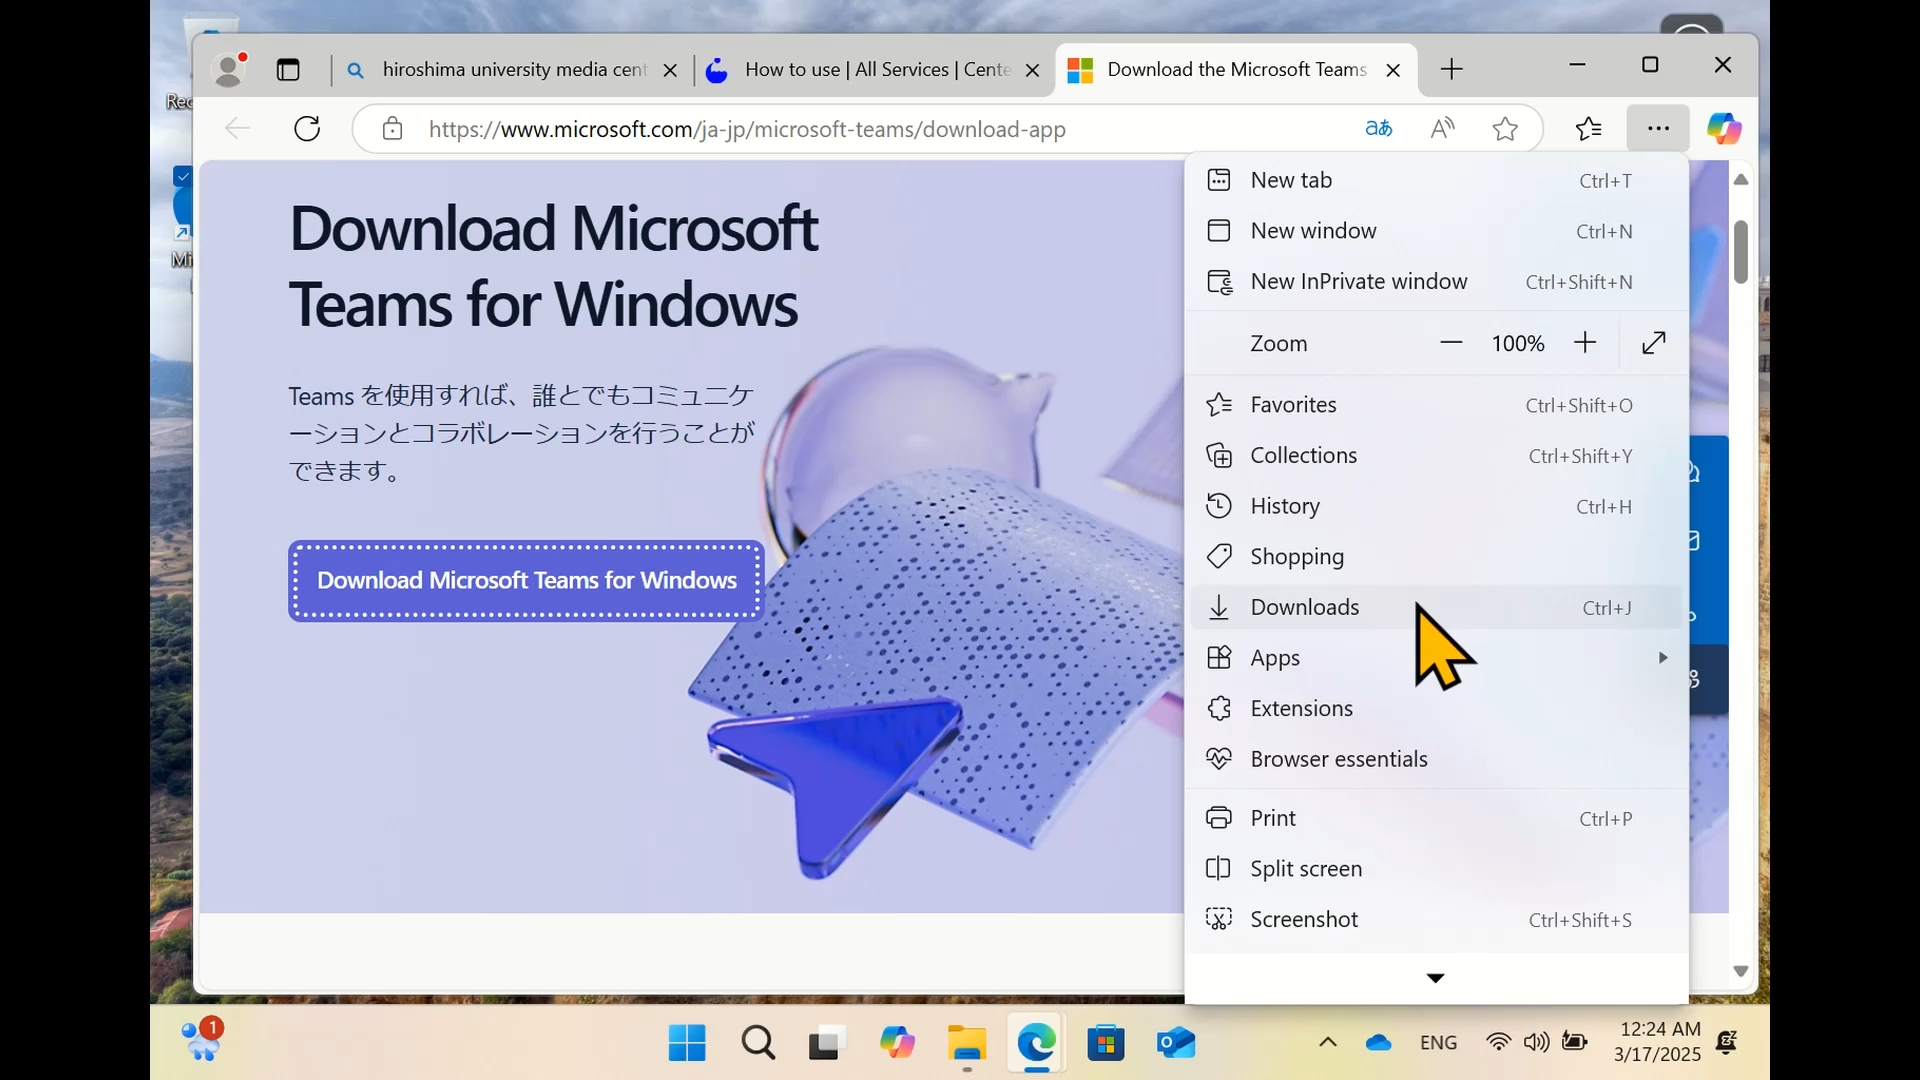 Rec
Mi
hiroshima university media cent
How to use | All Services | Cente
Download the Microsoft Teams
https://www.microsoft.com/ja-jp/microsoft-teams/download-app
Download Microsoft
Teams for Windows
Teams を使用すれば、誰とでもコミュニケ
ーションとコラボレーションを行うことが
できます。
Download Microsoft Teams for Windows
New tab Ctrl+T
New window Ctrl+N
New InPrivate window Ctrl+Shift+N
Zoom 100%
Favorites Ctrl+Shift+O
Collections Ctrl+Shift+Y
History Ctrl+H
Shopping
Downloads Ctrl+J
Apps
Extensions
Browser essentials
Print Ctrl+P
Split screen
Screenshot Ctrl+Shift+S
1
ENG
12:24 AM
3/17/2025